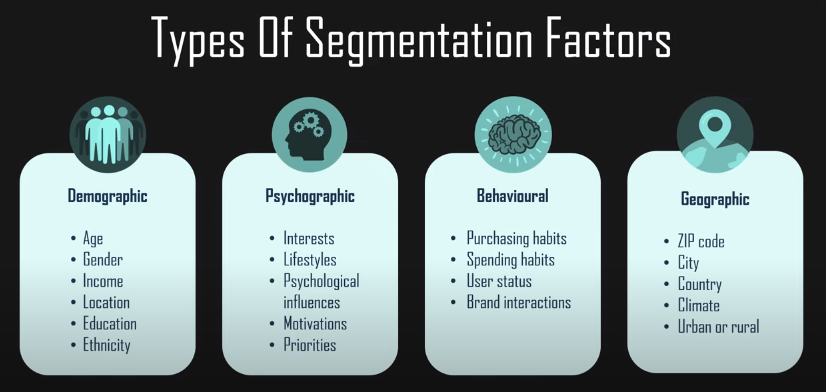 Types Of Segmentation Factors
Demographic
• Age
• Gender
• Income
• Location
• Education
• Ethnicity
Psychographic
• Interests
• Lifestyles
• Psychological
influences
• Motivations
• Priorities
Behavioural
• Purchasing habits
• Spending habits
• User status
• Brand interactions
Geographic
• ZIP code
• City
• Country
• Climate
• Urban or rural